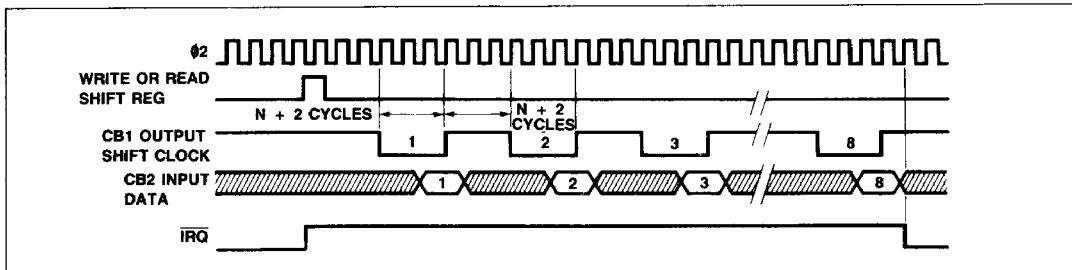 ϕ2
WRITE OR READ
SHIFT REG
N + 2 CYCLES
N + 2
CYCLES
CB1 OUTPUT
SHIFT CLOCK
1
2
3
8
CB2 INPUT
DATA
1
2
3
8
IRQ